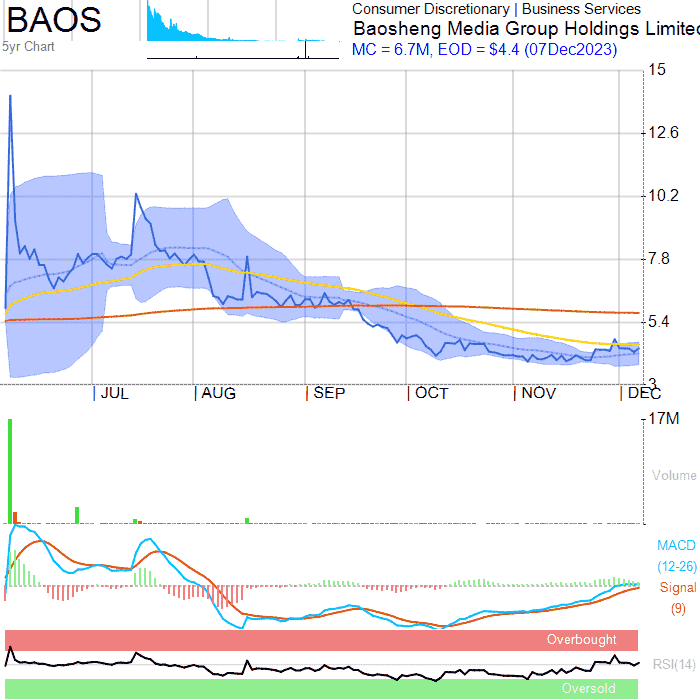 BAOS
Consumer Discretionary | Business Services
Baosheng Media Group Holdings Limited
5yr Chart
MC = 6.7M, EOD = $4.4 (07Dec2023)
15
12.6
10.2
7.8
5.4
3
JUL AUG SEP OCT NOV DEC
17M
Volume
MACD
(12-26)
Signal
(9)
Overbought
RSI(14)
Oversold